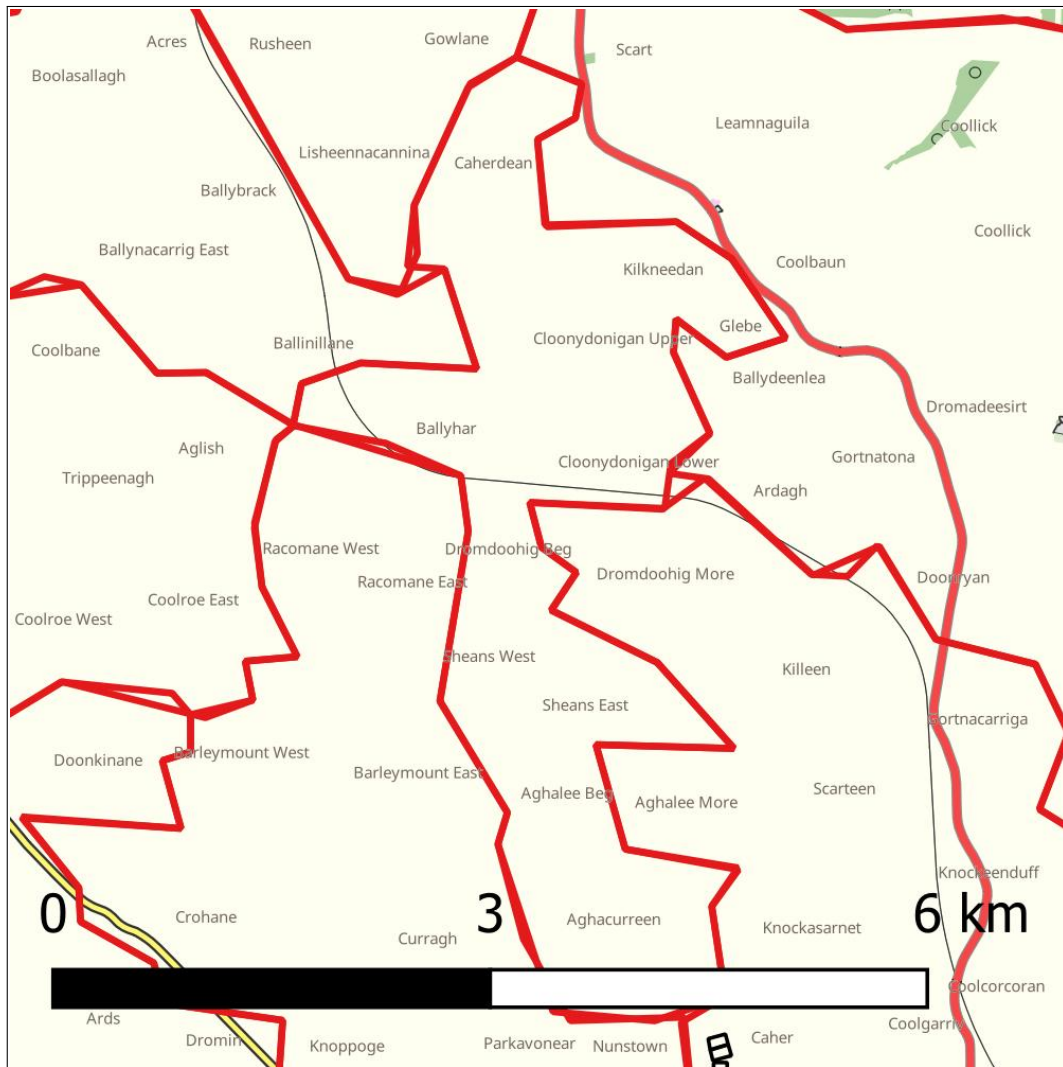 Acres
Rusheen
Gowlane
Scart
Boolasallagh
Leamnaguila
Coollick
Lisheennacannina
Caherdean
Ballybrack
Coollick
Ballynacarrig East
Kilkneedan
Coolbaun
Glebe
Coolbane
Ballinillane
Cloonydonigan Upper
Ballydeenlea
Dromadeesirt
Ballyhar
Aglish
Gortnatona
Cloonydonigan Lower
Trippeenagh
Ardagh
Racomane West
Dromdoohig Beg
Dromdoohig More
Doonryan
Racomane East
Coolroe East
Coolroe West
Sheans West
Killeen
Sheans East
Gortnacarriga
Barleymount West
Doonkinane
Barleymount East
Scarteen
Aghalee Beg
Aghalee More
Knockeenduff
0 3 6 km
Crohane
Aghacurreen
Knockasarnet
Curragh
Coolcorcoran
Ards
Coolgarriv
Dromin
Knoppoge
Parkavonear
Nunstown
Caher